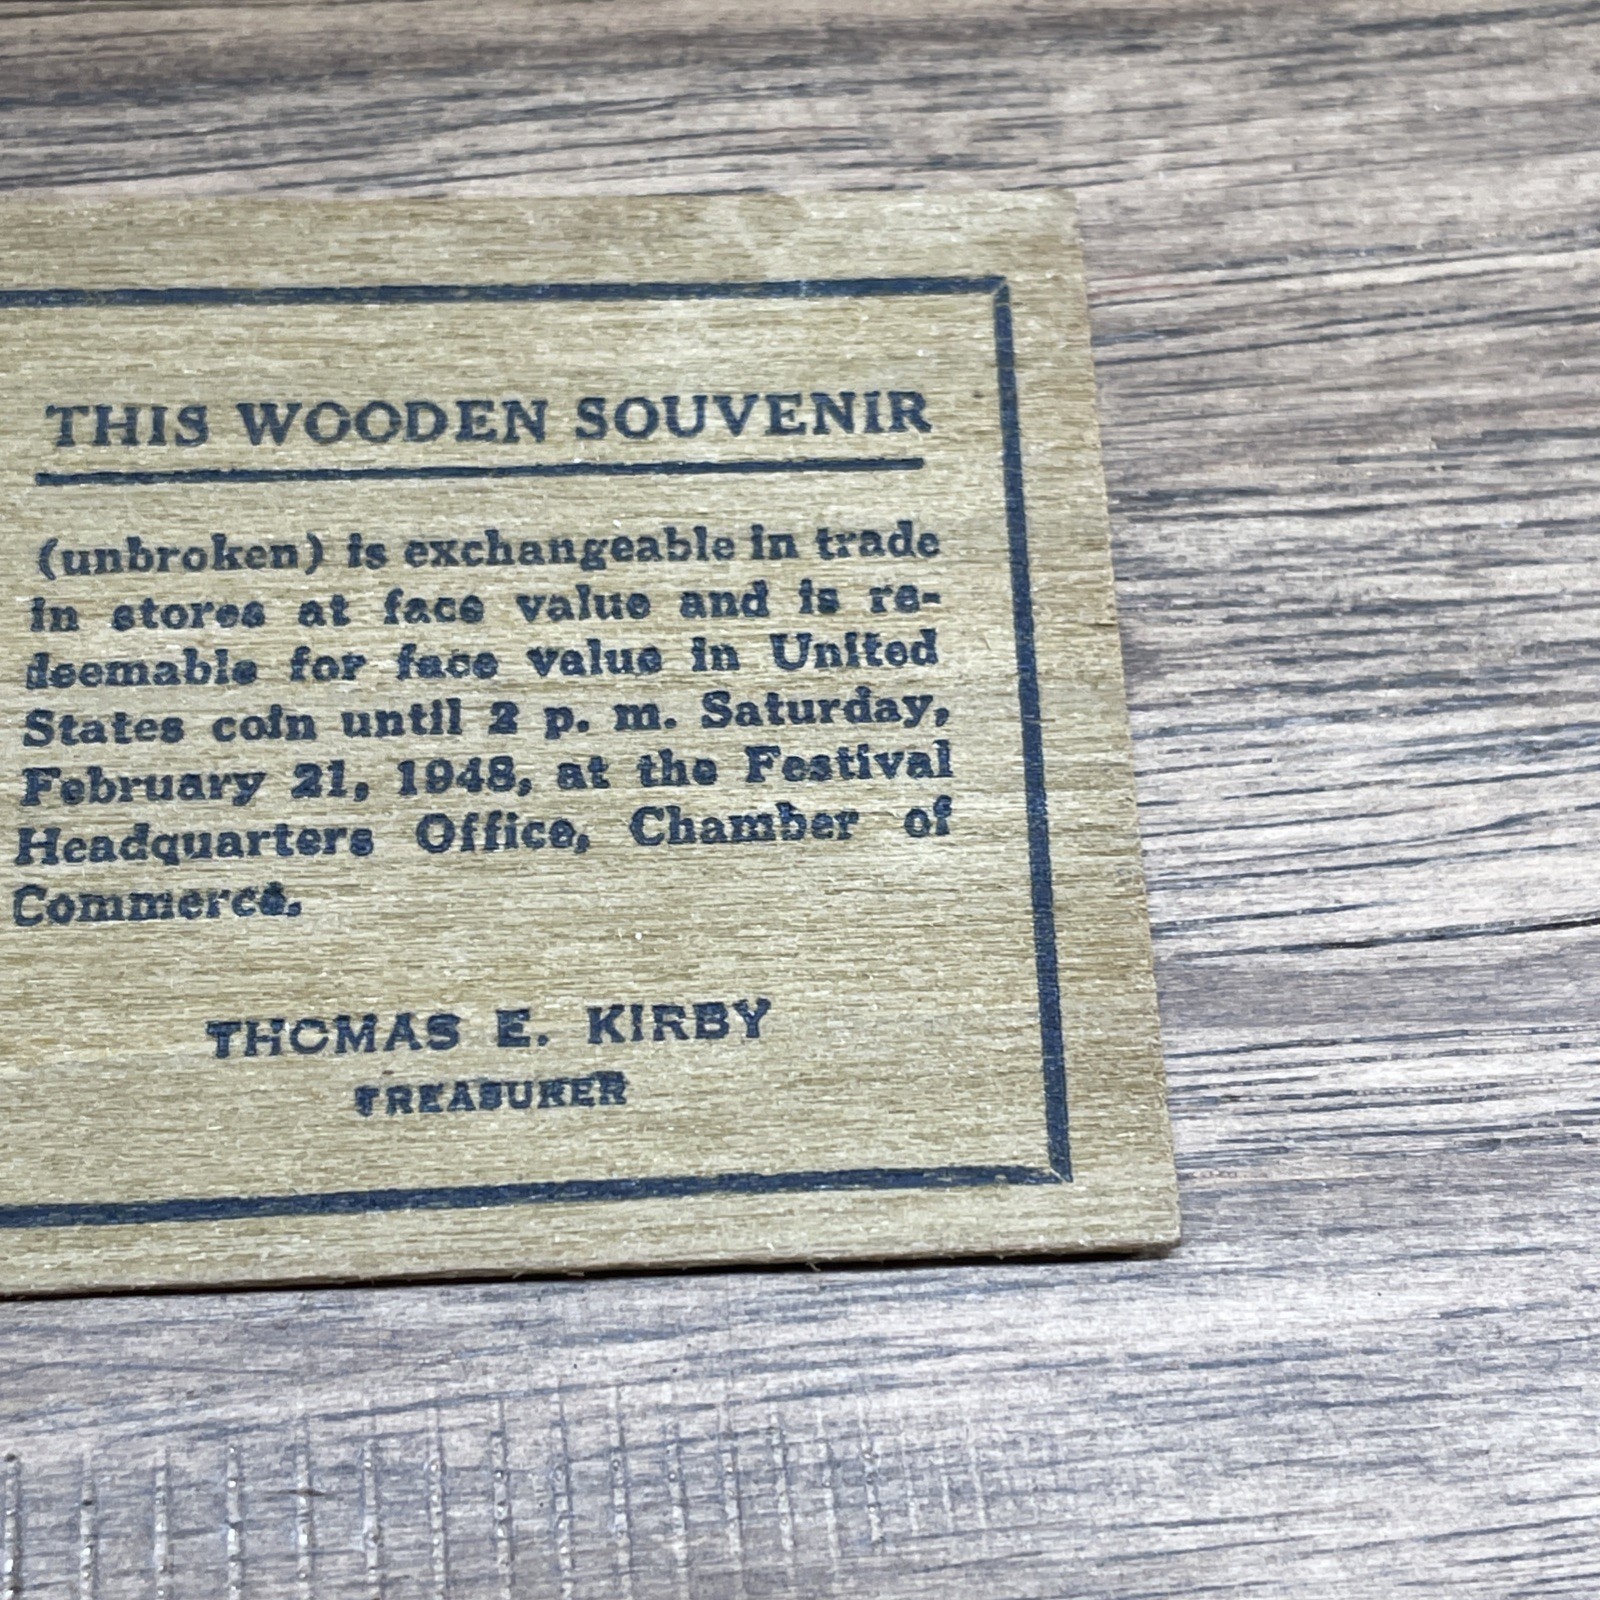 THIS WOODEN SOUVENIR
(unbroken) is exchangeable in trade
in stores at face value and is re-
deemable for face value in United
States coin until 2 p. m. Saturday,
February 21, 1948, at the Festival
Headquarters Office, Chamber of
Commerce.
THOMAS E. KIRBY
TREASURER